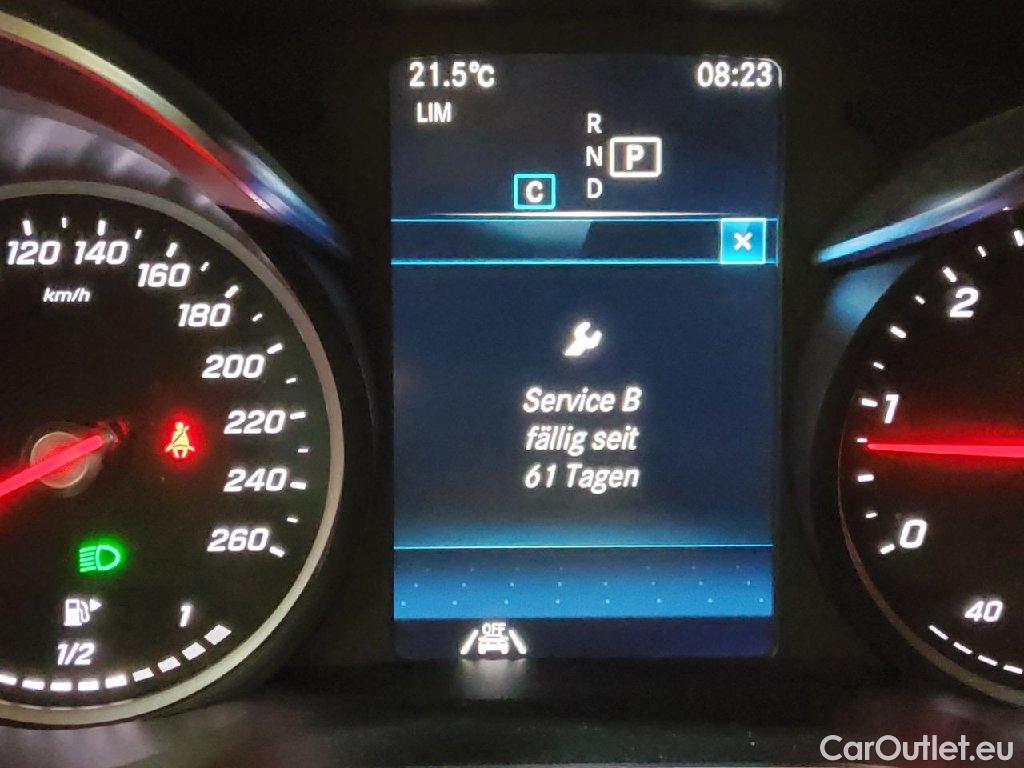 21.5°C 08:23
LIM
R
N P
D
C
×
120 140 160 180 200 220 240 260
km/h
Service B
fällig seit
61 Tagen
2
1
0
1/2 1
40
OFF
CarOutlet.eu